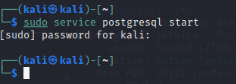 ┌──(kali㉿kali)-[~]
└─$ sudo service postgresql start
[sudo] password for kali:
┌──(kali㉿kali)-[~]
└─$